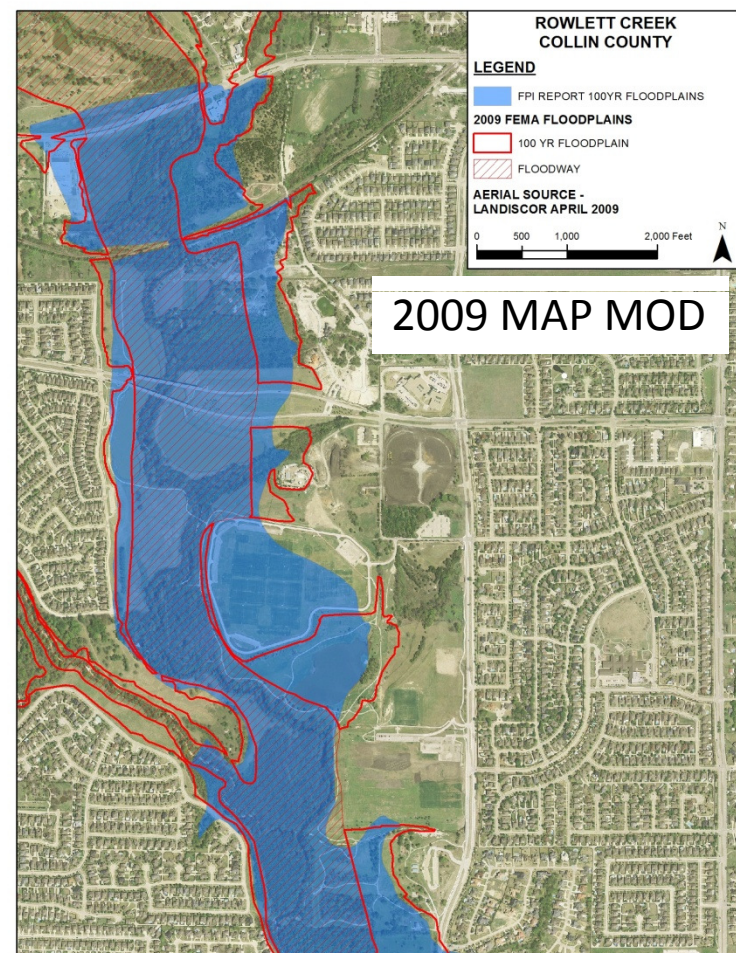 ROWLETT CREEK
COLLIN COUNTY
LEGEND
FPI REPORT 100YR FLOODPLAINS
2009 FEMA FLOODPLAINS
100 YR FLOODPLAIN
FLOODWAY
AERIAL SOURCE -
LANDISCOR APRIL 2009
0 500 1,000 2,000 Feet
N
2009 MAP MOD